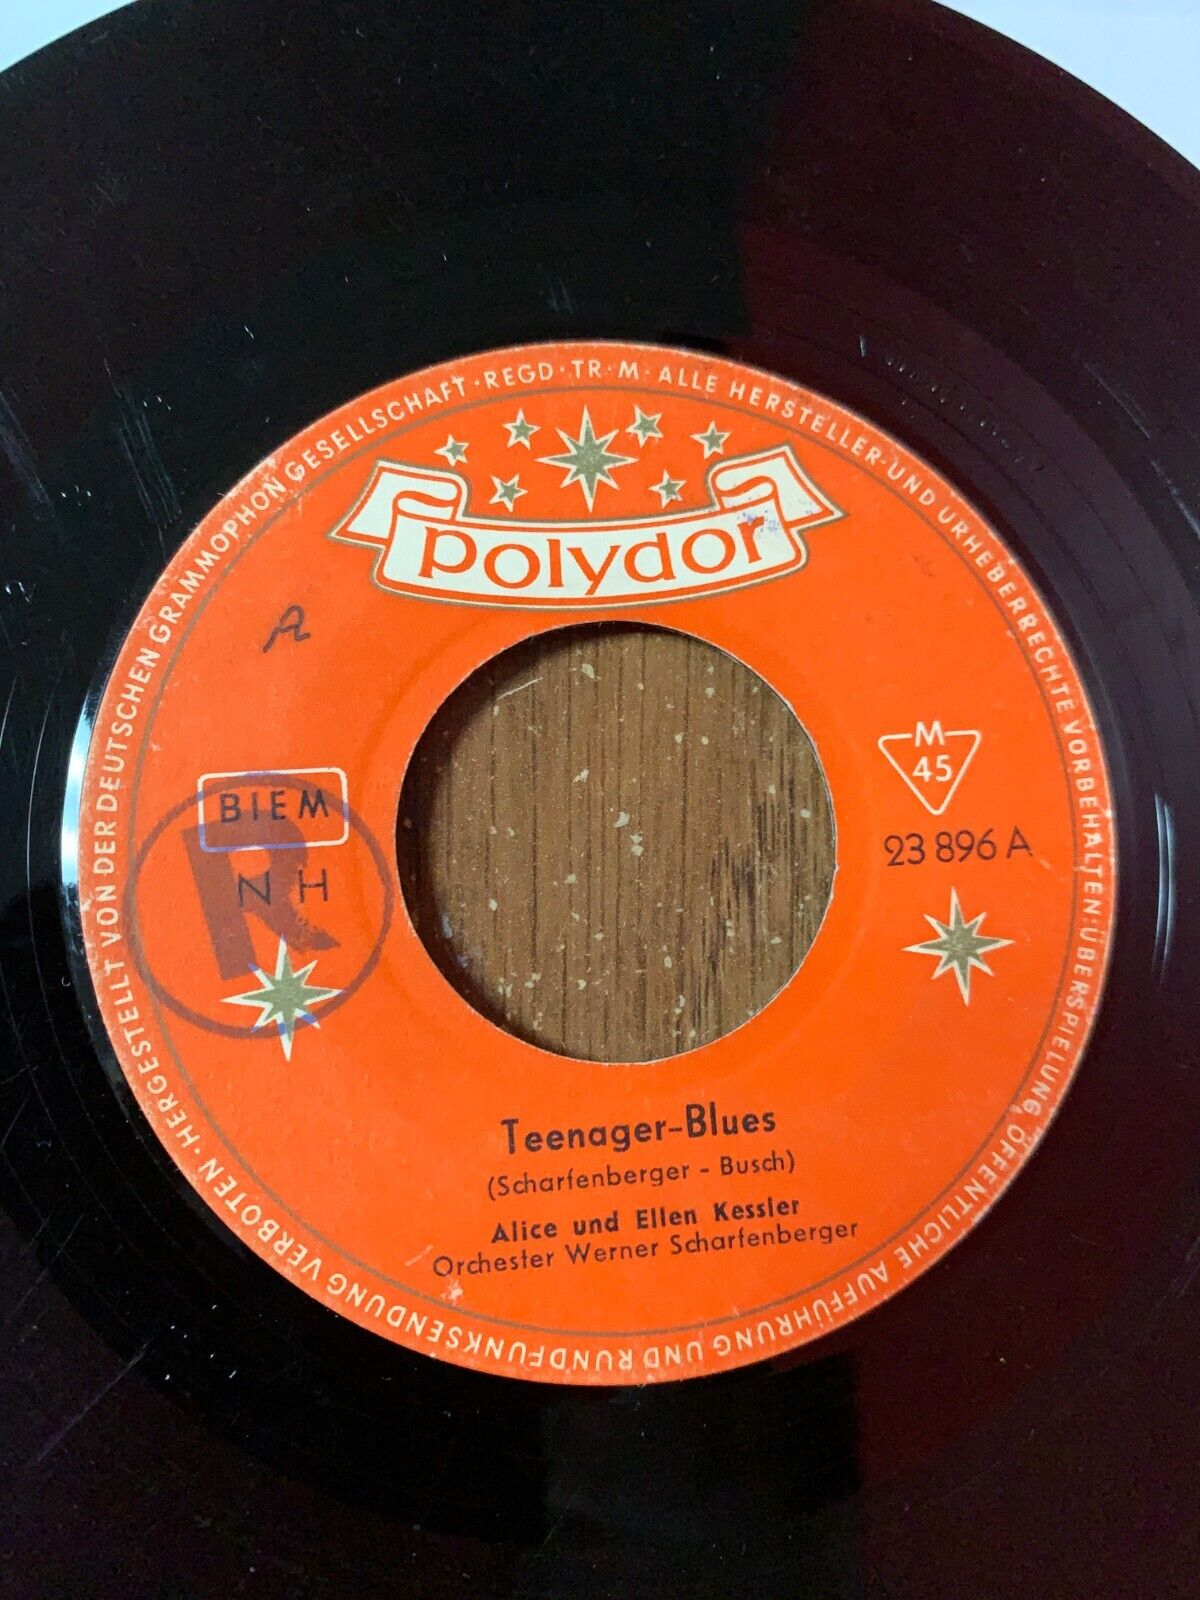 HERGESTELLT VON DER DEUTSCHEN GRAMMOPHON GESELLSCHAFT · REGD · TR · M · ALLE HERSTELLER- UND URHEBERRECHTE VORBEHALTEN: ÜBERSPIELUNG, ÖFFENTLICHE AUFFÜHRUNG UND RUNDFUNKSENDUNG VERBOTEN ·
polydor
A
BIEM
NH
R
M
45
23 896 A
Teenager-Blues
(Scharfenberger - Busch)
Alice und Ellen Kessler
Orchester Werner Scharfenberger